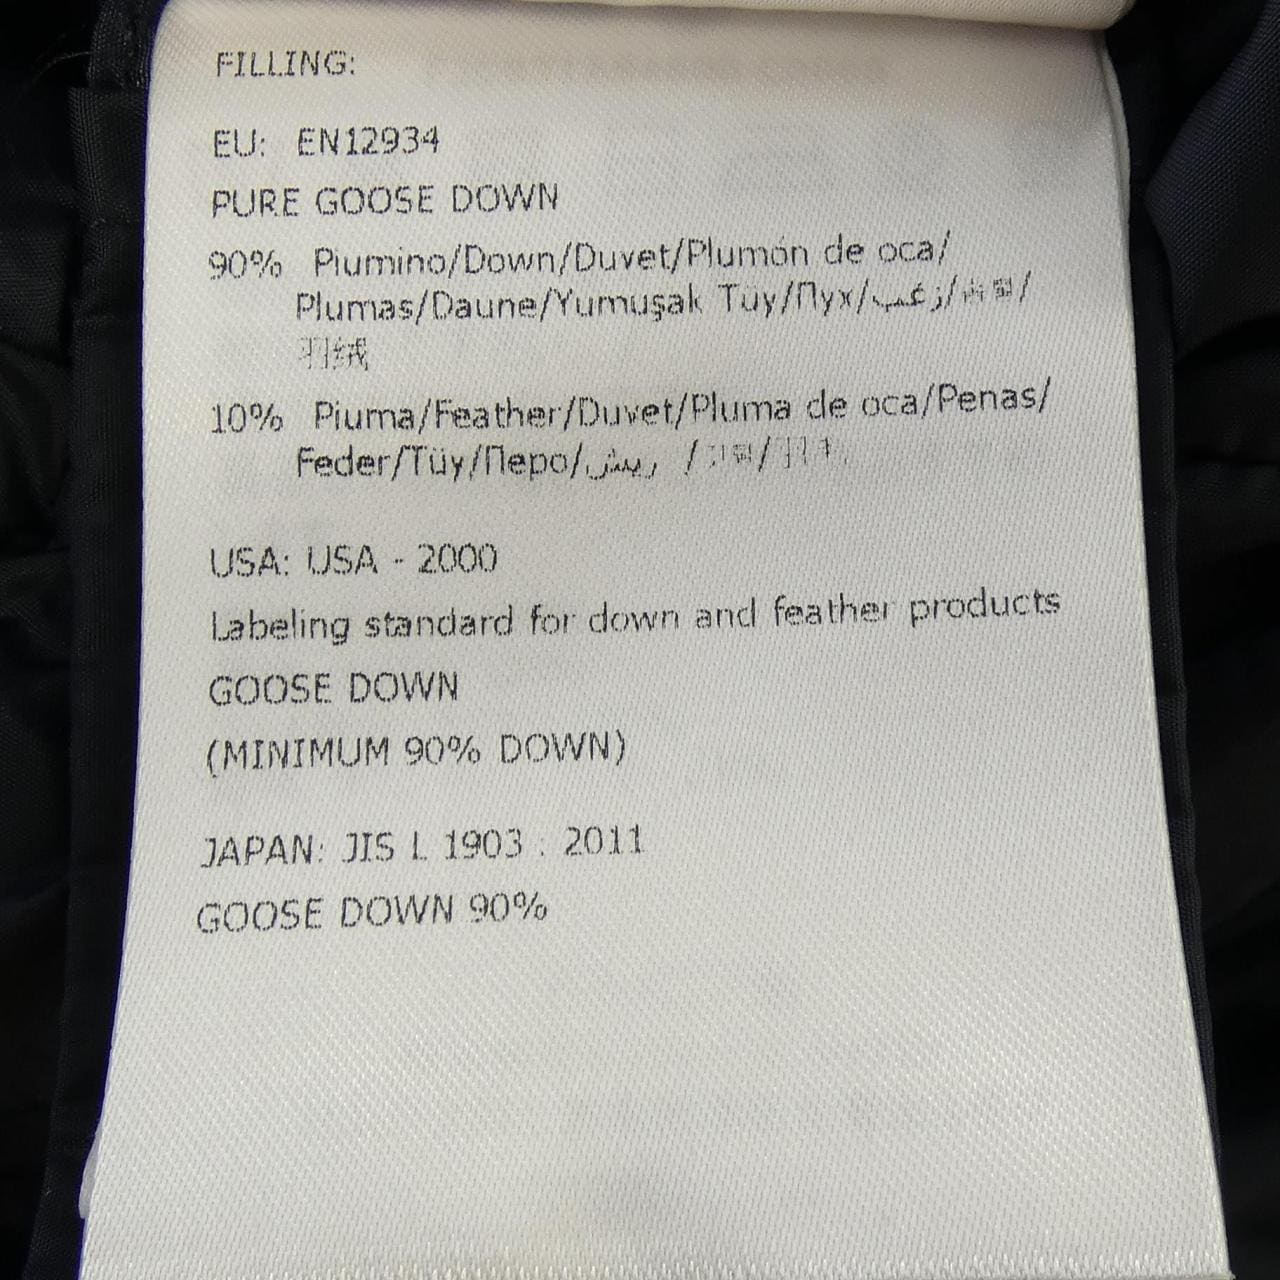 FILLING:
EU: EN12934
PURE GOOSE DOWN
90% Piumino/Down/Duvet/Plumón de oca/
Plumas/Daune/Yumuşak Tüy/Пух/زغب/
羽绒
10% Piuma/Feather/Duvet/Pluma de oca/Penas/
Feder/Tüy/Перо/ريش /
USA: USA - 2000
Labeling standard for down and feather products
GOOSE DOWN
(MINIMUM 90% DOWN)
JAPAN: JIS L 1903 : 2011
GOOSE DOWN 90%